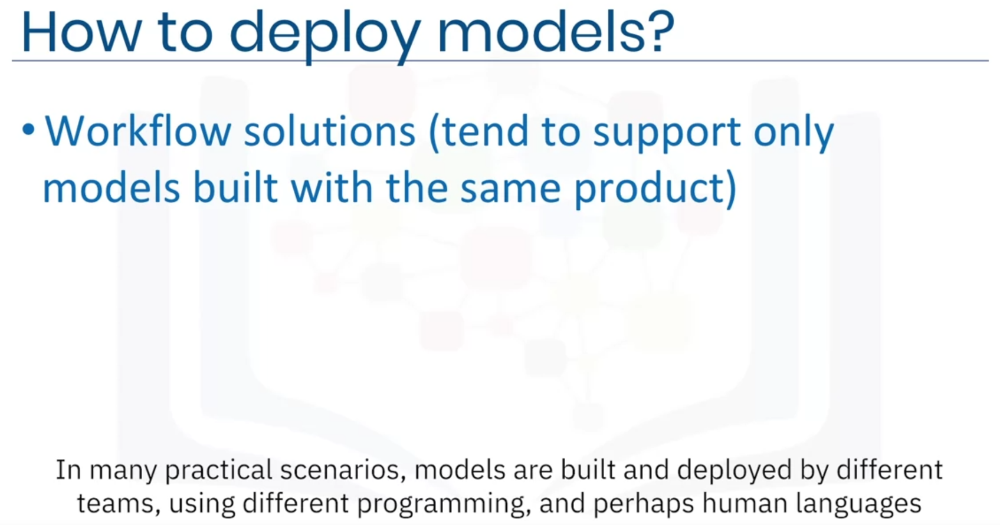 How to deploy models?
• Workflow solutions (tend to support only
models built with the same product)
In many practical scenarios, models are built and deployed by different
teams, using different programming, and perhaps human languages